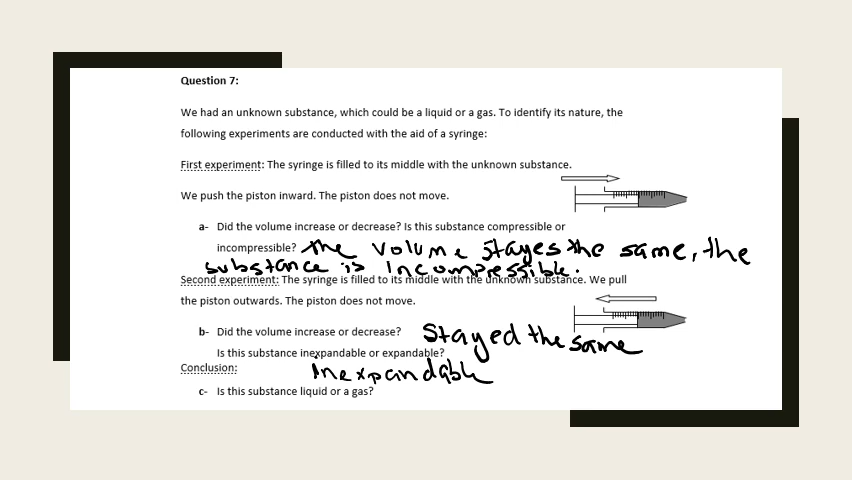 Question 7:
We had an unknown substance, which could be a liquid or a gas. To identify its nature, the
following experiments are conducted with the aid of a syringe:
First experiment: The syringe is filled to its middle with the unknown substance.
We push the piston inward. The piston does not move.
a- Did the volume increase or decrease? Is this substance compressible or
incompressible? the volume stayes the same, the
substance is incompressible.
Second experiment: The syringe is filled to its middle with the unknown substance. We pull
the piston outwards. The piston does not move.
b- Did the volume increase or decrease? Stayed the same
Is this substance inexpandable or expandable?
inexpandable
Conclusion:
c- Is this substance liquid or a gas?